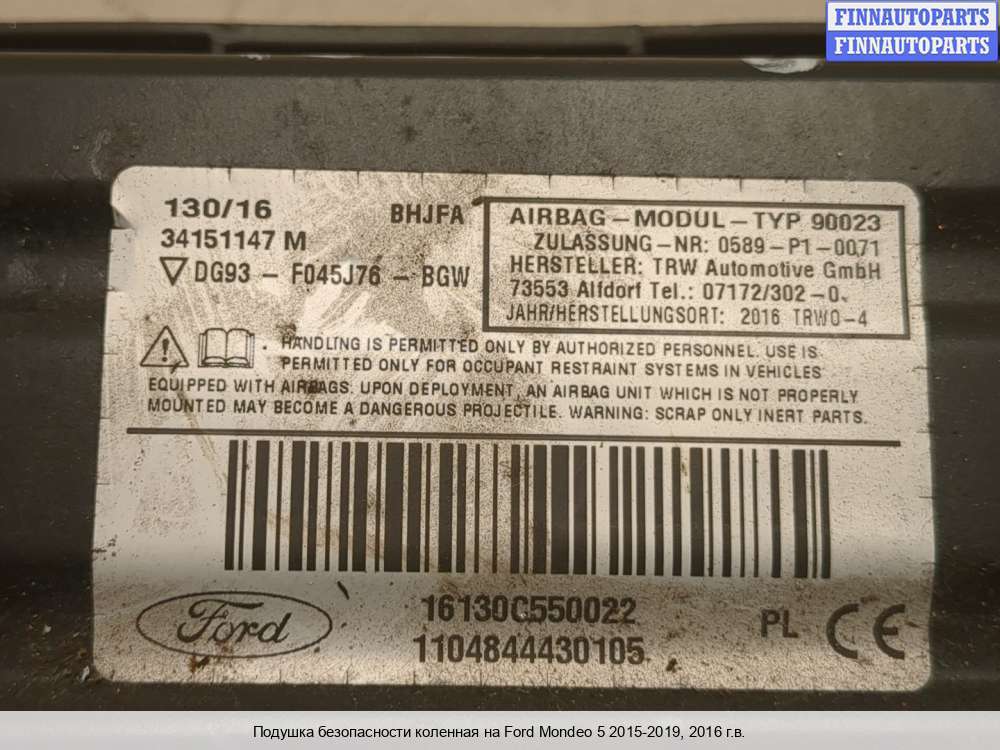 FINNAUTOPARTS
FINNAUTOPARTS
130/16
BHJFA
34151147 M
DG93 - F045J76 - BGW
AIRBAG - MODUL - TYP 90023
ZULASSUNG - NR: 0589 - P1 - 0071
HERSTELLER: TRW Automotive GmbH
73553 Alfdorf Tel.: 07172/302 - 0
JAHR/HERSTELLUNGSORT: 2016 TRWO - 4
HANDLING IS PERMITTED ONLY BY AUTHORIZED PERSONNEL. USE IS
PERMITTED ONLY FOR OCCUPANT RESTRAINT SYSTEMS IN VEHICLES
EQUIPPED WITH AIRBAGS. UPON DEPLOYMENT, AN AIRBAG UNIT WHICH IS NOT PROPERLY
MOUNTED MAY BECOME A DANGEROUS PROJECTILE. WARNING: SCRAP ONLY INERT PARTS.
Ford
16130C550022
1104844430105
PL CE
Подушка безопасности коленная на Ford Mondeo 5 2015-2019, 2016 г.в.